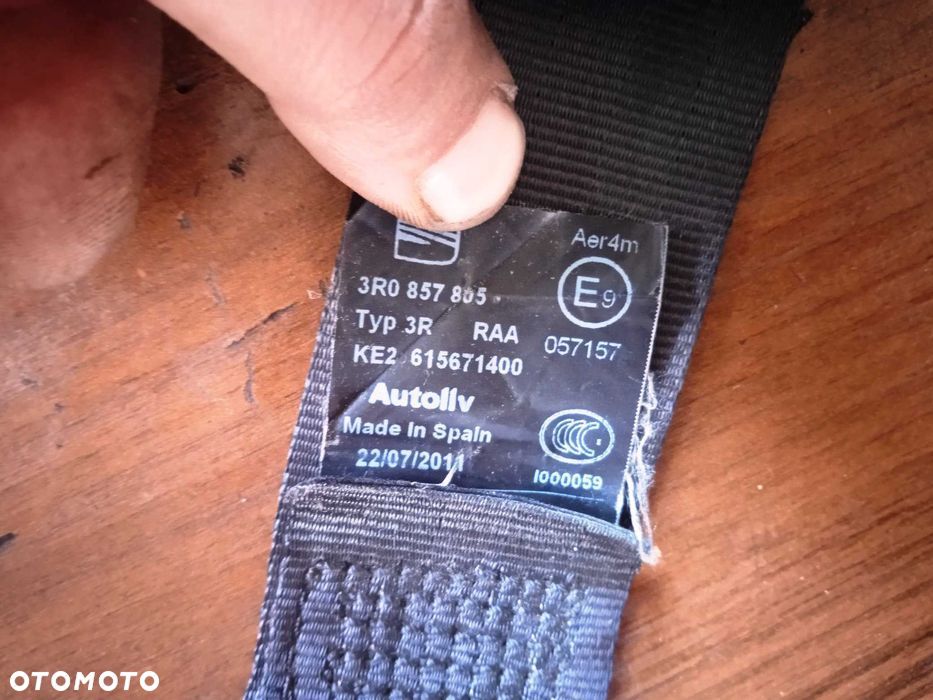 Aer4m
3R0 857 805
E9
Typ 3R RAA
057157
KE2 615671400
Autoliv
Made In Spain
CCC
22/07/2011
I000059
OTOMOTO